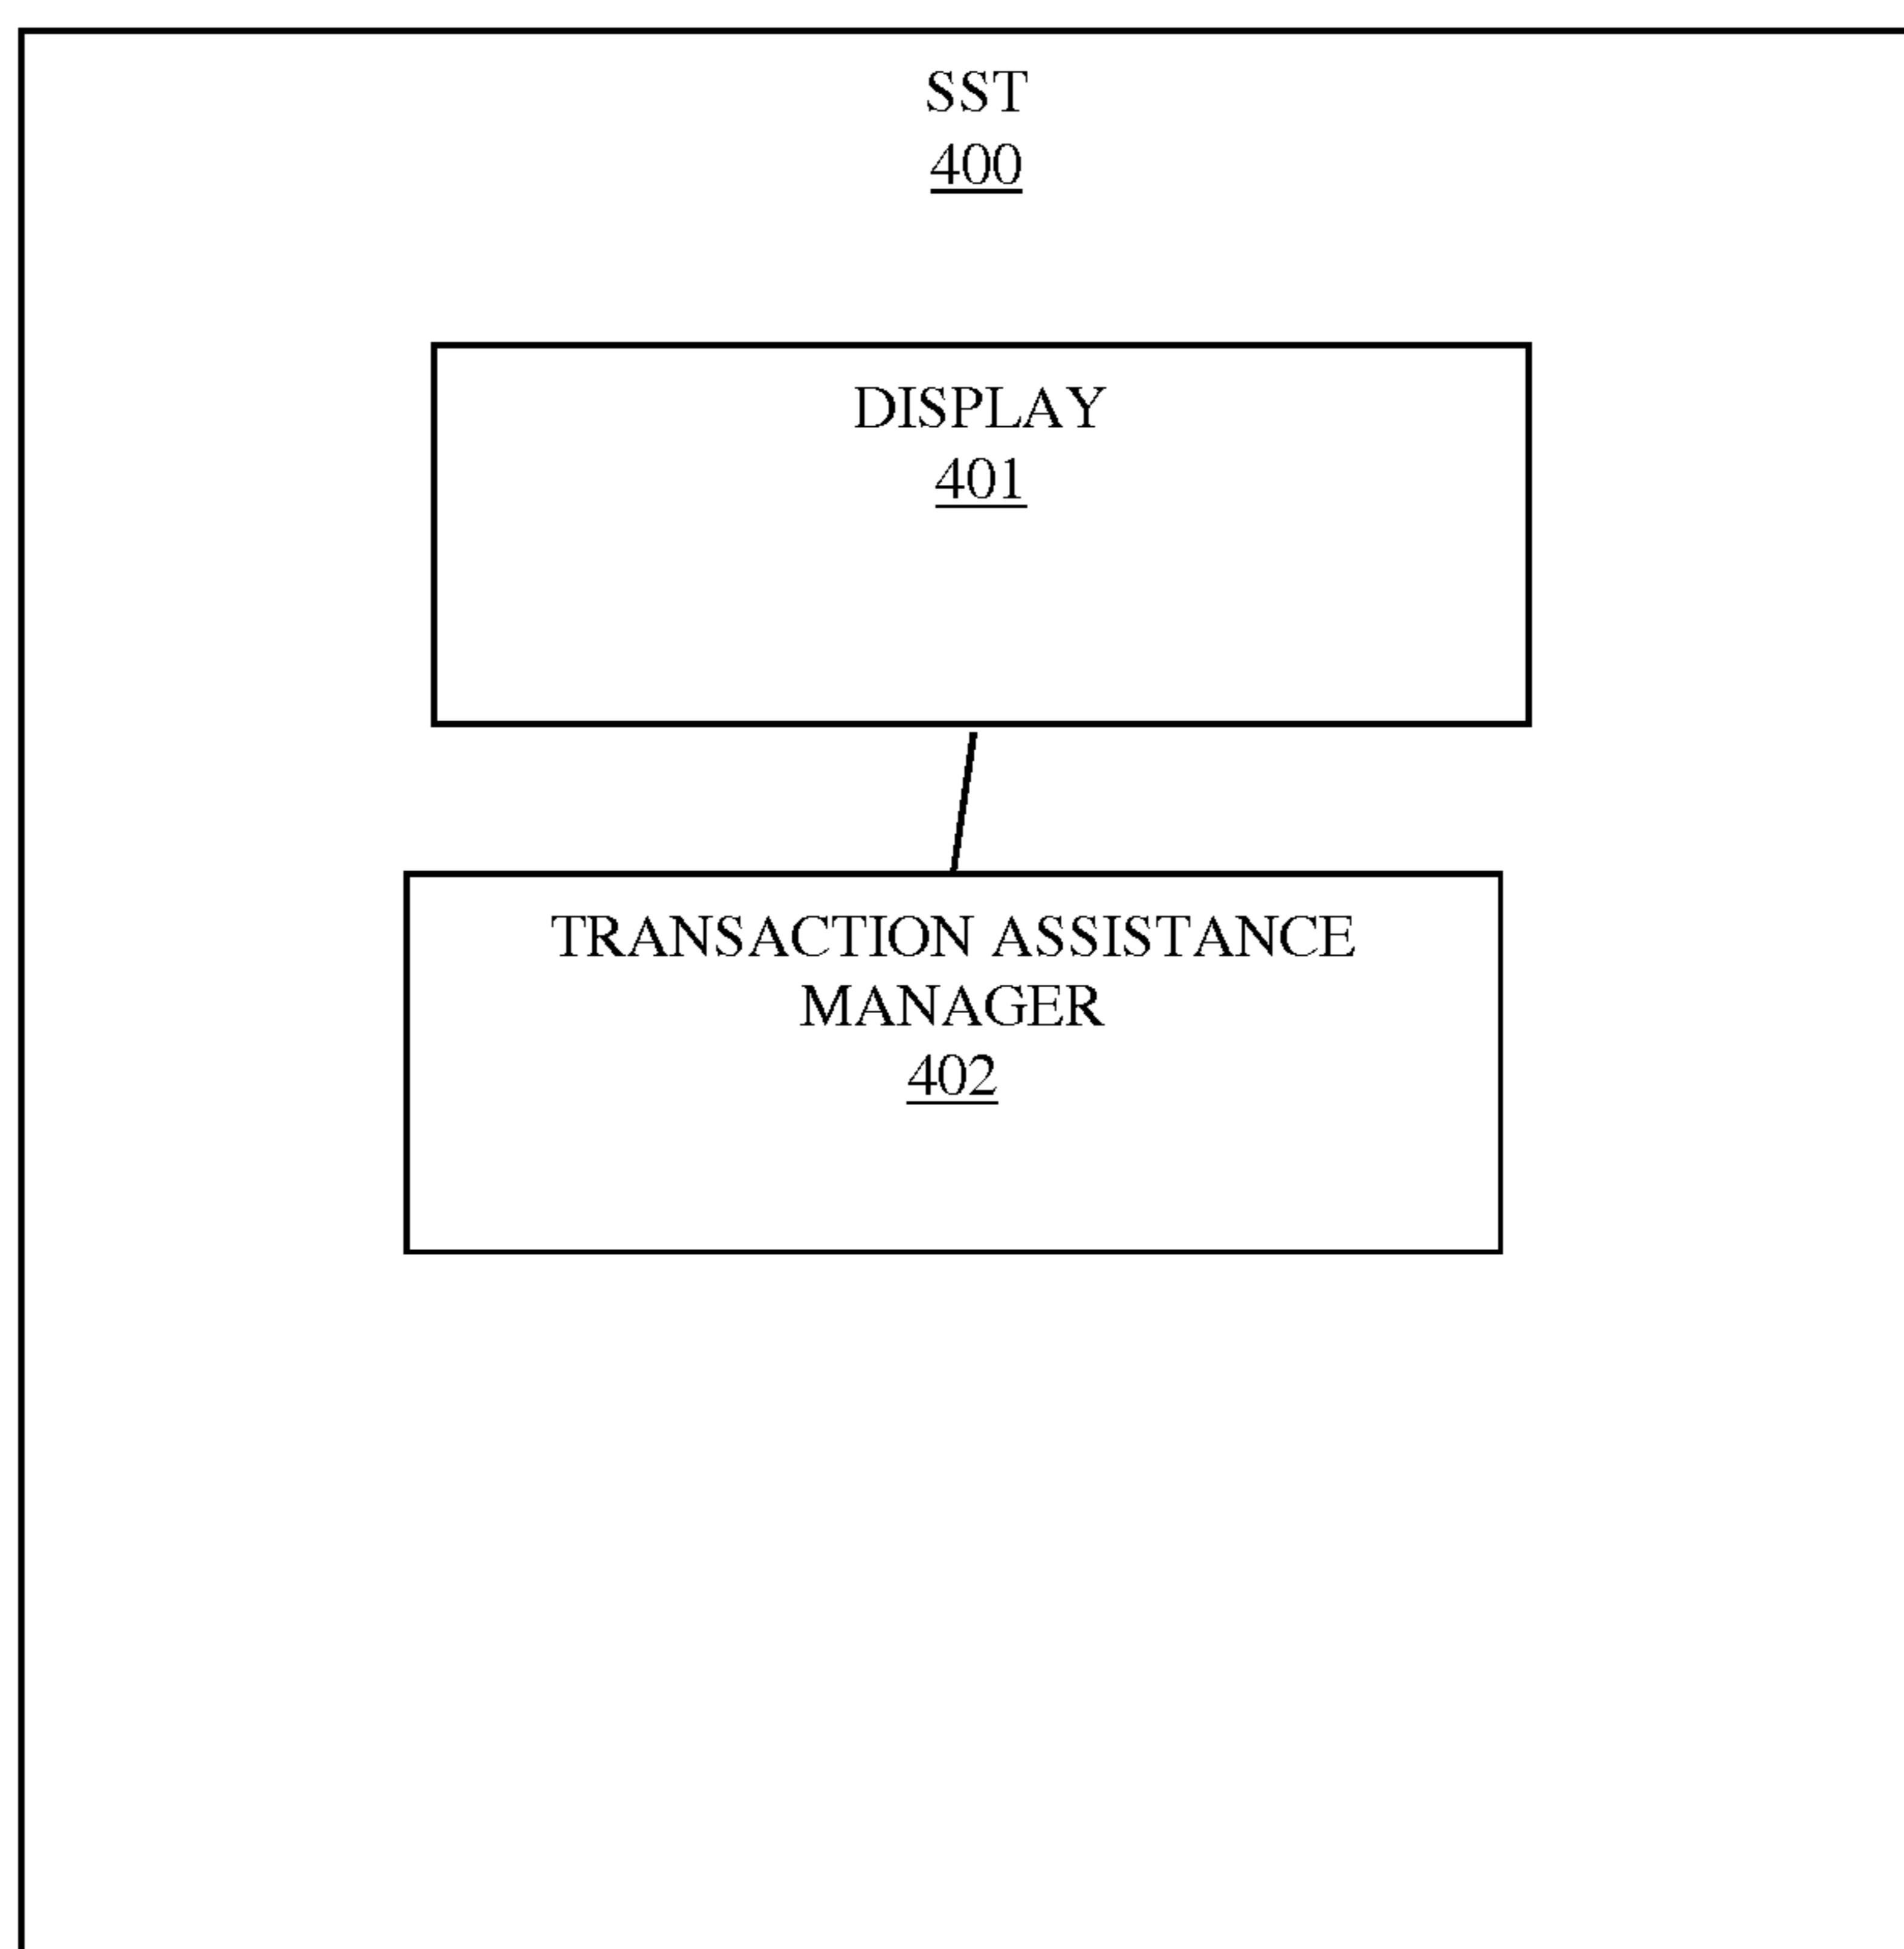 SST
400
DISPLAY
401
TRANSACTION ASSISTANCE
MANAGER
402